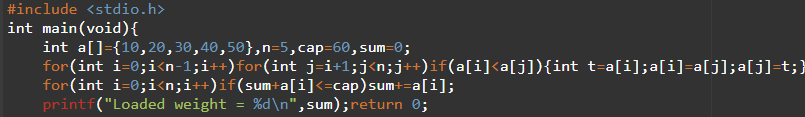 #include <stdio.h>
int main(void){
    int a[]={10,20,30,40,50},n=5,cap=60,sum=0;
    for(int i=0;i<n-1;i++)for(int j=i+1;j<n;j++)if(a[i]<a[j]){int t=a[i];a[i]=a[j];a[j]=t;}
    for(int i=0;i<n;i++)if(sum+a[i]<=cap)sum+=a[i];
    printf("Loaded weight = %d\n",sum);return 0;